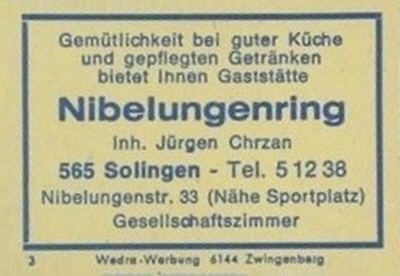 Gemütlichkeit bei guter Küche
und gepflegten Getränken
bietet Ihnen Gaststätte
Nibelungenring
Inh. Jürgen Chrzan
565 Solingen - Tel. 5 12 38
Nibelungenstr. 33 (Nähe Sportplatz)
Gesellschaftszimmer
3 Wedra-Werbung 6144 Zwingenberg